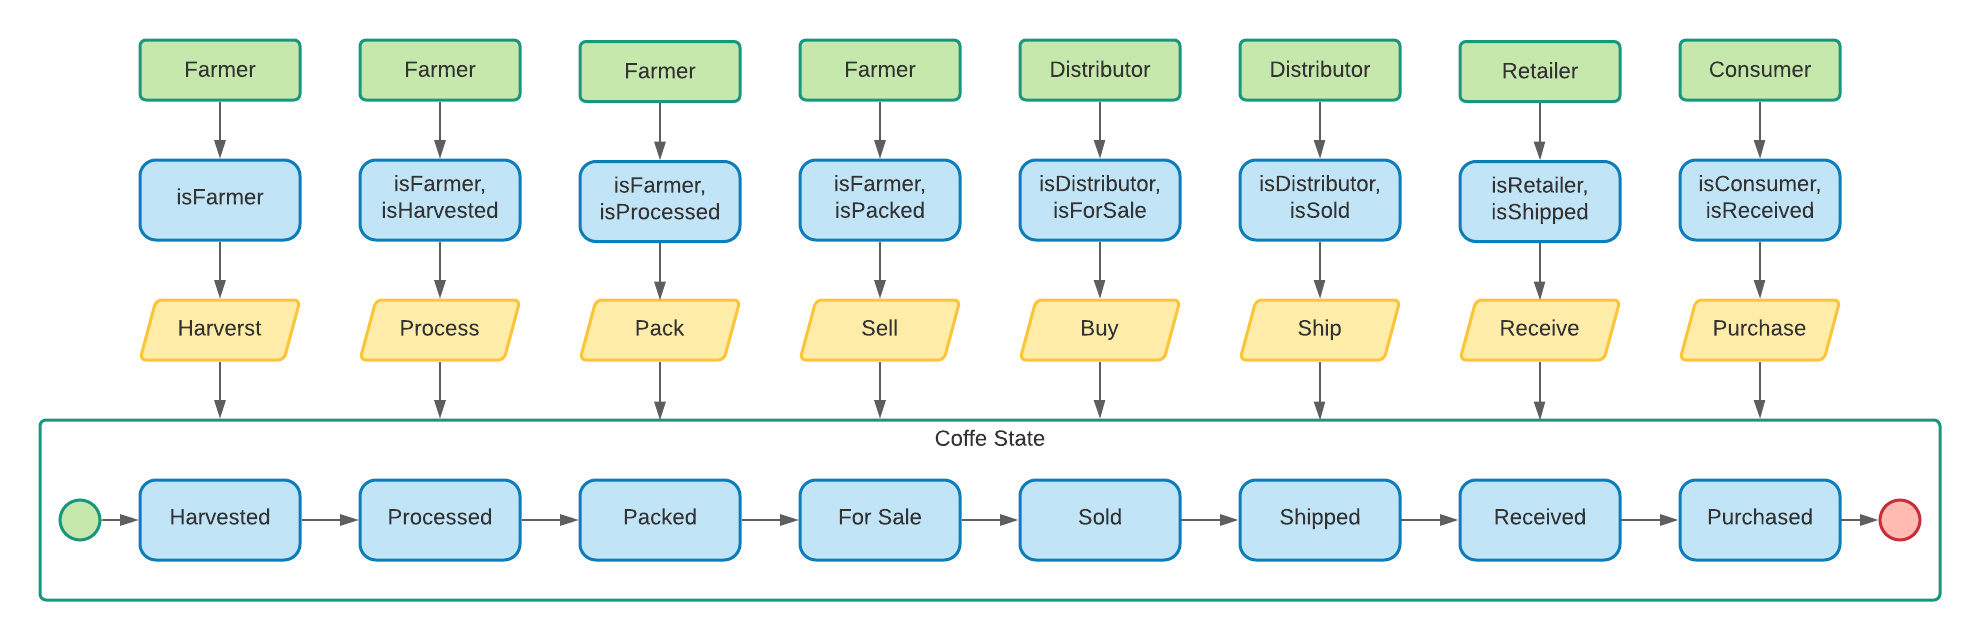 Farmer
Farmer
Farmer
Farmer
Distributor
Distributor
Retailer
Consumer
isFarmer
isFarmer,
isHarvested
isFarmer,
isProcessed
isFarmer,
isPacked
isDistributor,
isForSale
isDistributor,
isSold
isRetailer,
isShipped
isConsumer,
isReceived
Harverst
Process
Pack
Sell
Buy
Ship
Receive
Purchase
Coffe State
Harvested
Processed
Packed
For Sale
Sold
Shipped
Received
Purchased